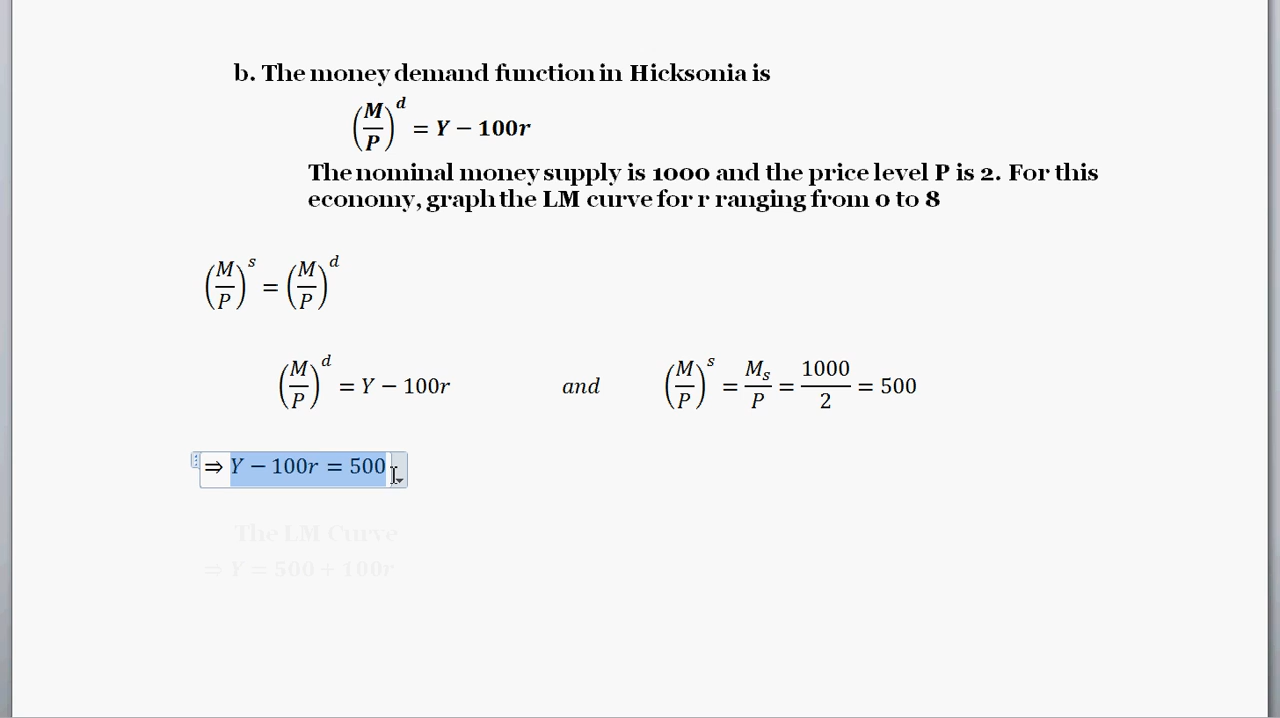 b. The money demand function in Hicksonia is
(M/P)^d = Y − 100r
The nominal money supply is 1000 and the price level P is 2. For this
economy, graph the LM curve for r ranging from 0 to 8
(M/P)^s = (M/P)^d
(M/P)^d = Y − 100r and (M/P)^s = M_s/P = 1000/2 = 500
⇒ Y − 100r = 500
The LM Curve
⇒ Y = 500 + 100r